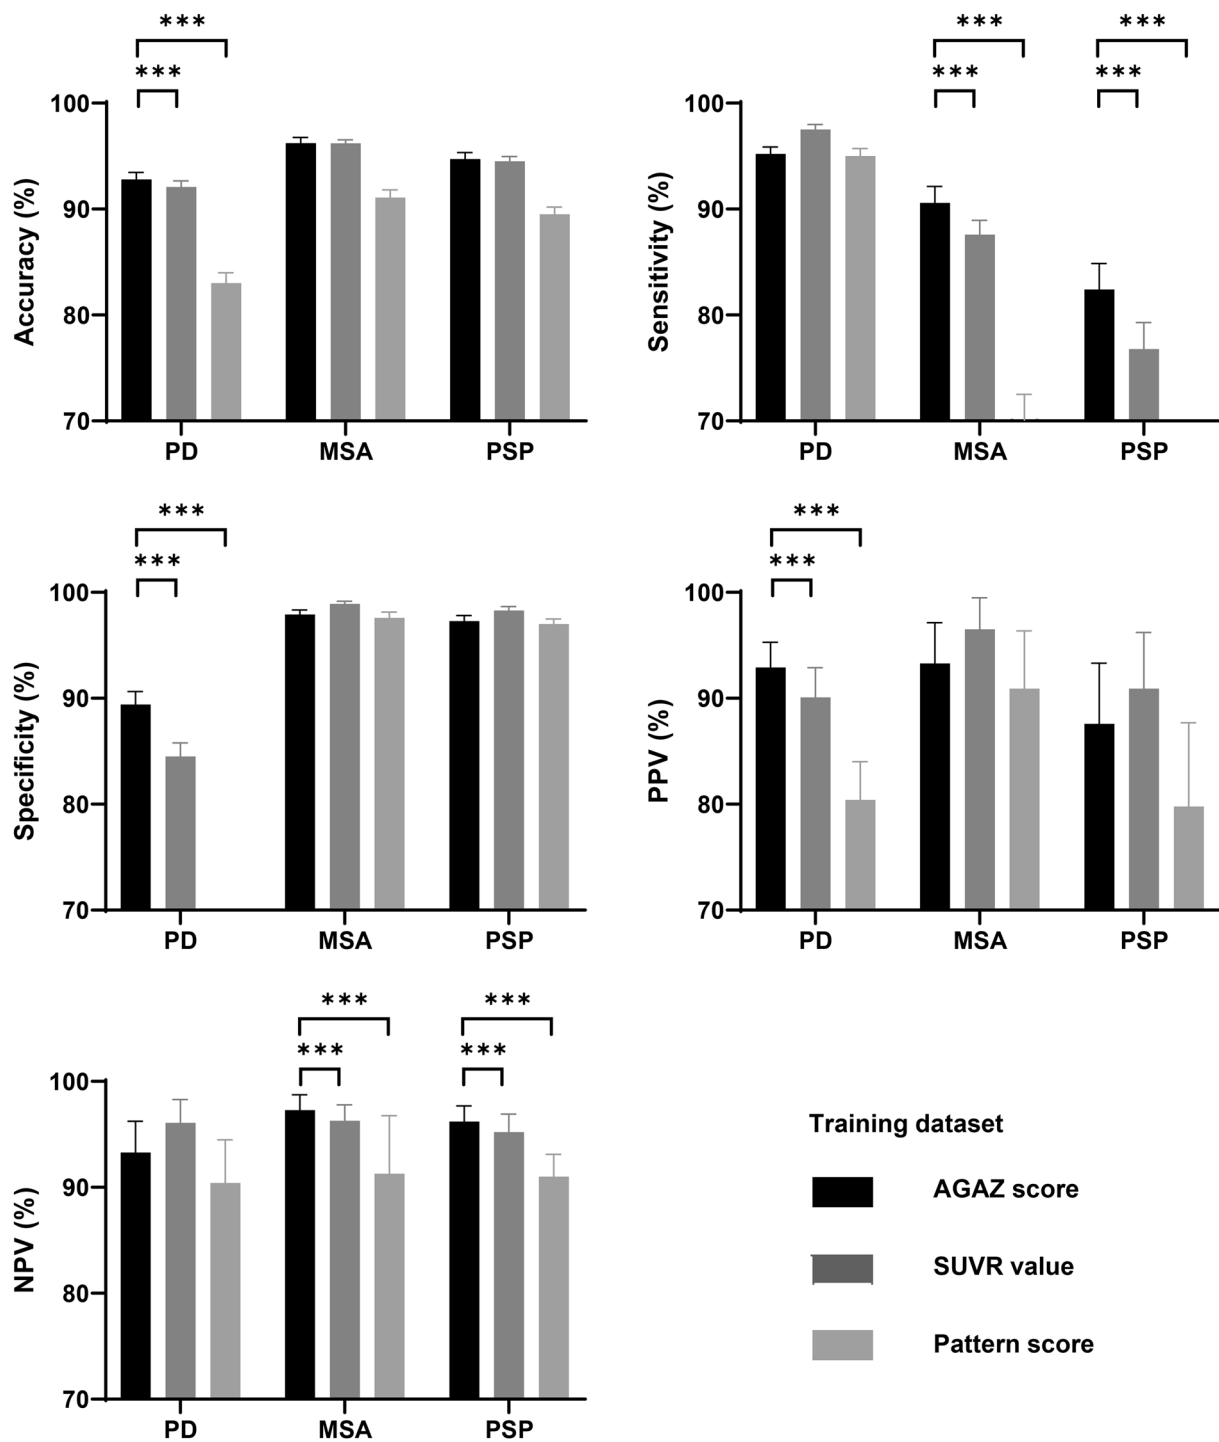 ***
***
100
90
80
70
Accuracy (%)
PD
MSA
PSP
***
***
***
***
100
90
80
70
Sensitivity (%)
PD
MSA
PSP
***
***
100
90
80
70
Specificity (%)
PD
MSA
PSP
***
***
100
90
80
70
PPV (%)
PD
MSA
PSP
***
***
***
***
100
90
80
70
NPV (%)
PD
MSA
PSP
Training dataset
AGAZ score
SUVR value
Pattern score